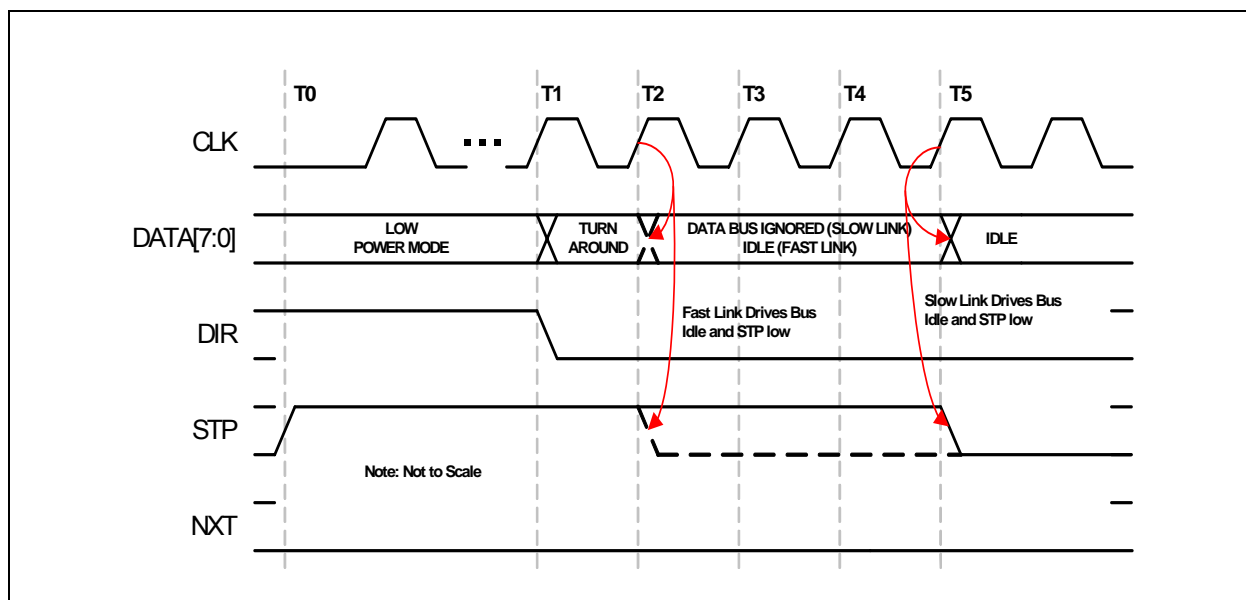 T0
T1
T2
T3
T4
T5
CLK
DATA[7:0]
LOW
POWER MODE
TURN
AROUND
DATA BUS IGNORED (SLOW LINK)
IDLE (FAST LINK)
IDLE
DIR
Fast Link Drives Bus
Idle and STP low
Slow Link Drives Bus
Idle and STP low
STP
Note: Not to Scale
NXT